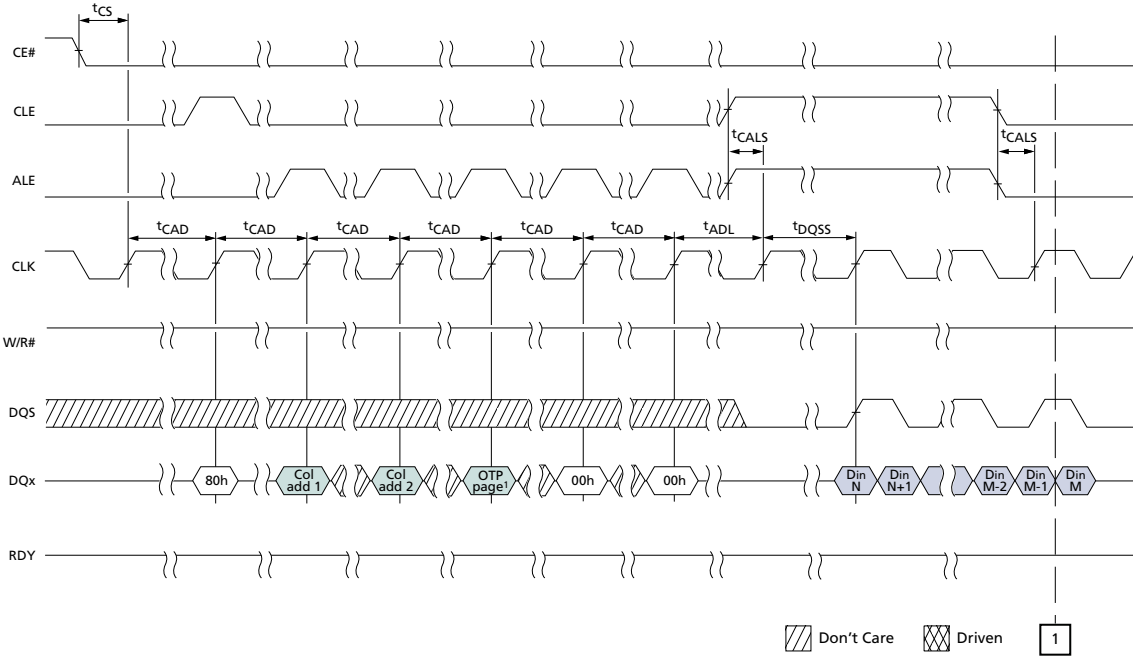 tCS
CE#
CLE
tCALS
tCALS
ALE
tCAD
tCAD
tCAD
tCAD
tCAD
tCAD
tADL
tDQSS
CLK
W/R#
DQS
DQx
80h
Col
add 1
Col
add 2
OTP
page1
00h
00h
Din
N
Din
N+1
Din
M-2
Din
M-1
Din
M
RDY
Don't Care
Driven
1